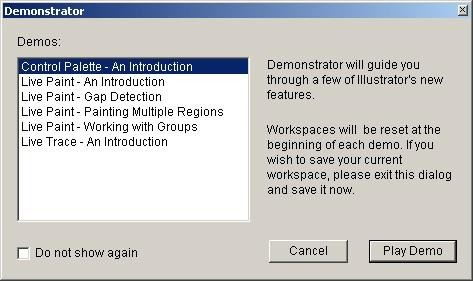 Demonstrator
Demos:
Control Palette - An Introduction
Live Paint - An Introduction
Live Paint - Gap Detection
Live Paint - Painting Multiple Regions
Live Paint - Working with Groups
Live Trace - An Introduction
Demonstrator will guide you
through a few of Illustrator's new
features.
Workspaces will be reset at the
beginning of each demo. If you
wish to save your current
workspace, please exit this dialog
and save it now.
Do not show again
Cancel
Play Demo